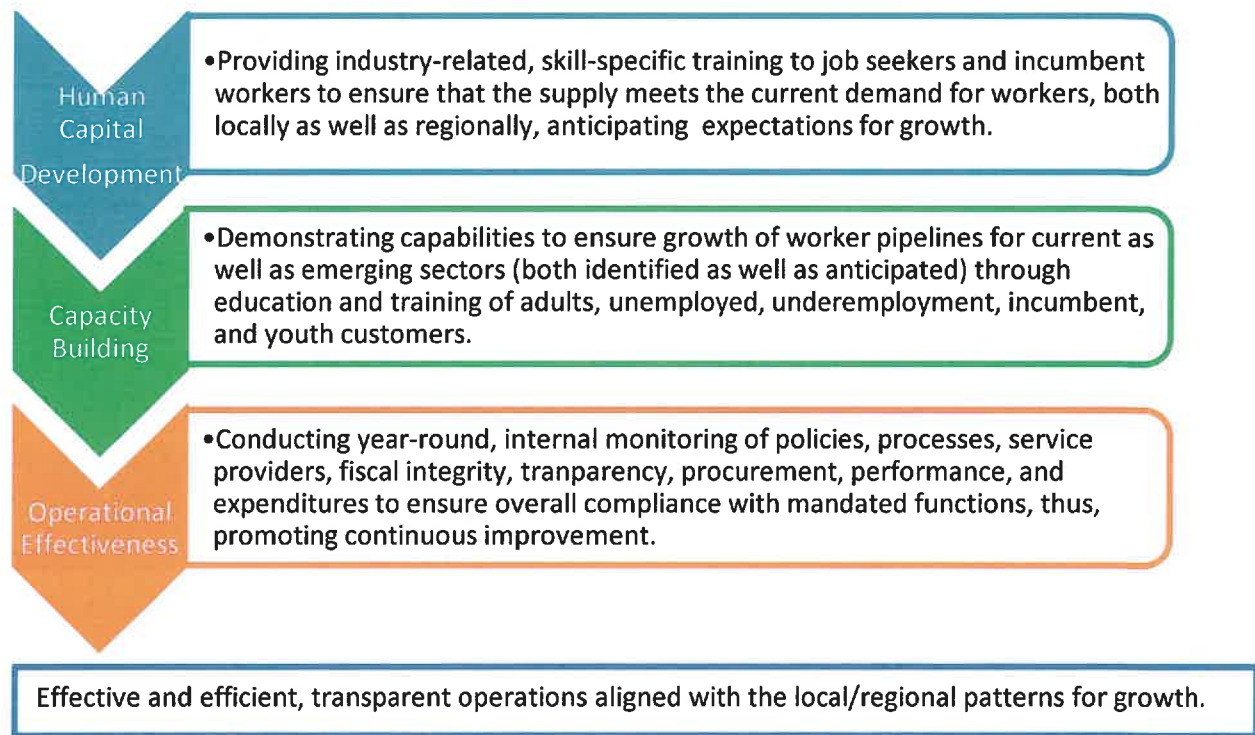 Human
Capital
Development
•Providing industry-related, skill-specific training to job seekers and incumbent
workers to ensure that the supply meets the current demand for workers, both
locally as well as regionally, anticipating expectations for growth.
Capacity
Building
•Demonstrating capabilities to ensure growth of worker pipelines for current as
well as emerging sectors (both identified as well as anticipated) through
education and training of adults, unemployed, underemployment, incumbent,
and youth customers.
Operational
Effectiveness
•Conducting year-round, internal monitoring of policies, processes, service
providers, fiscal integrity, tranparency, procurement, performance, and
expenditures to ensure overall compliance with mandated functions, thus,
promoting continuous improvement.
Effective and efficient, transparent operations aligned with the local/regional patterns for growth.